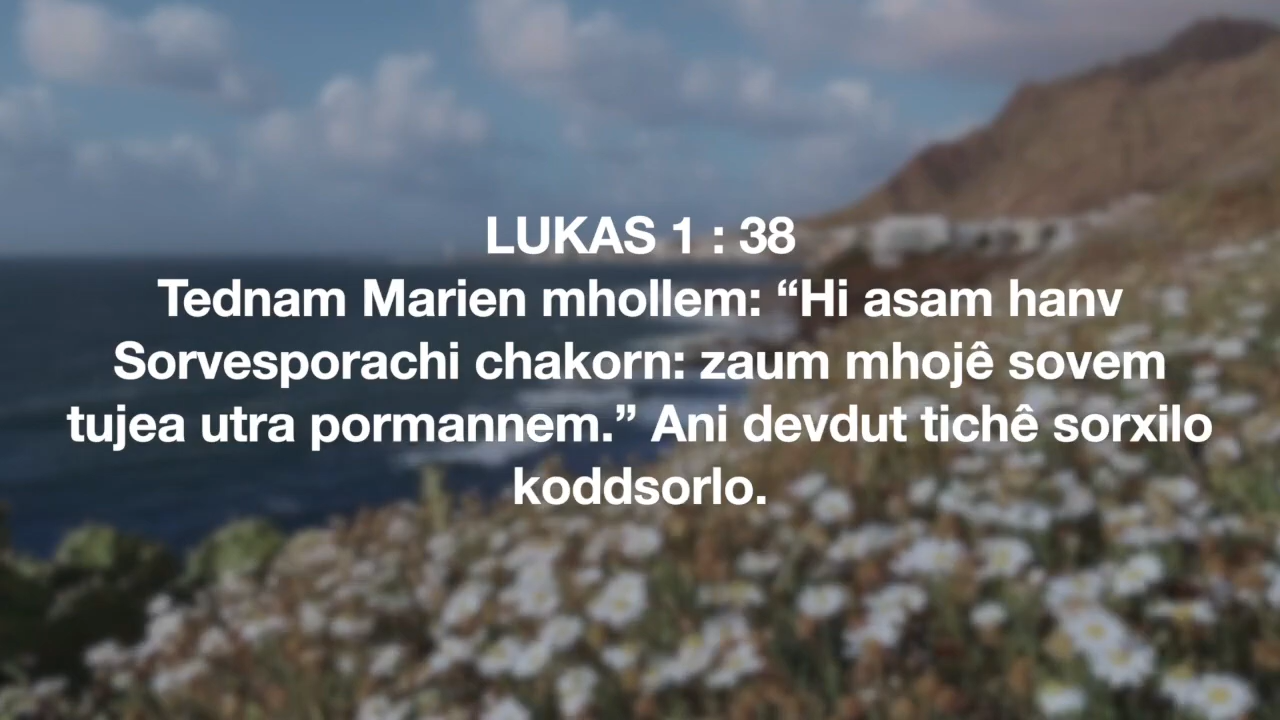 LUKAS 1 : 38
Tednam Marien mhollem: “Hi asam hanv
Sorvesporachi chakorn: zaum mhojê sovem
tujea utra pormannem.” Ani devdut tichê sorxilo
koddsorlo.